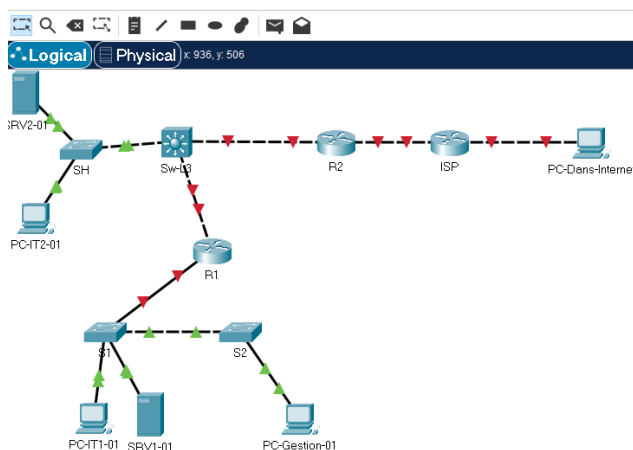 Logical
Physical
x: 936, y: 506
SRV2-01
SH
Sw-L3
R2
ISP
PC-Dans-Internet
PC-IT2-01
R1
S1
S2
PC-IT1-01
SRV1-01
PC-Gestion-01